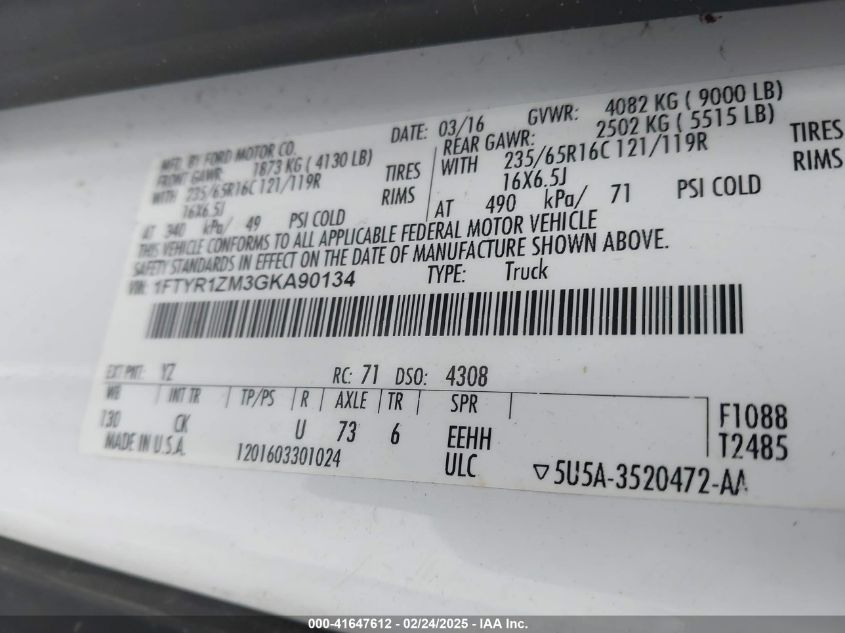 MFD. BY FORD MOTOR CO. DATE: 03/16 GVWR: 4082 KG ( 9000 LB)
FRONT GAWR: 1873 KG ( 4130 LB) REAR GAWR: 2502 KG ( 5515 LB)
WITH 235/65R16C 121/119R TIRES WITH 235/65R16C 121/119R TIRES
16X6.5J RIMS 16X6.5J RIMS
AT 340 kPa/ 49 PSI COLD AT 490 kPa/ 71 PSI COLD
THIS VEHICLE CONFORMS TO ALL APPLICABLE FEDERAL MOTOR VEHICLE
SAFETY STANDARDS IN EFFECT ON THE DATE OF MANUFACTURE SHOWN ABOVE.
VIN: 1FTYR1ZM3GKA90134 TYPE: Truck
EXT PNT: YZ RC: 71 DSO: 4308
WB INT TR TP/PS R AXLE TR SPR F1088
130 CK U 73 6 EEHH T2485
MADE IN U.S.A. 1201603301024 ULC ▽5U5A-3520472-AA
000-41647612 - 02/24/2025 - IAA Inc.